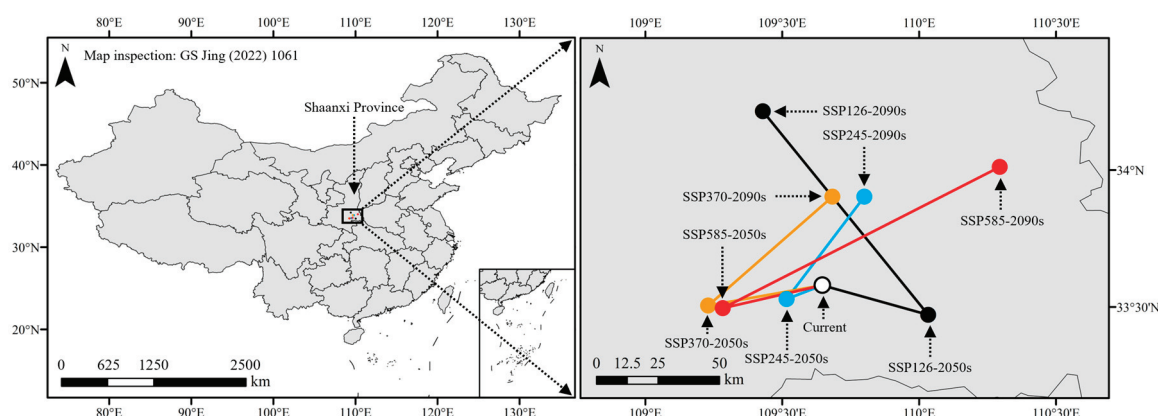 80°E 90°E 100°E 110°E 120°E 130°E
N
Map inspection: GS Jing (2022) 1061
Shaanxi Province
50°N
40°N
30°N
20°N
0 625 1250 2500
km
80°E 90°E 100°E 110°E 120°E 130°E
109°E 109°30'E 110°E 110°30'E
N
SSP126-2090s
SSP245-2090s
SSP370-2090s
SSP585-2090s
SSP585-2050s
Current
SSP370-2050s
SSP245-2050s
SSP126-2050s
34°N
33°30'N
0 12.5 25 50
km
109°E 109°30'E 110°E 110°30'E